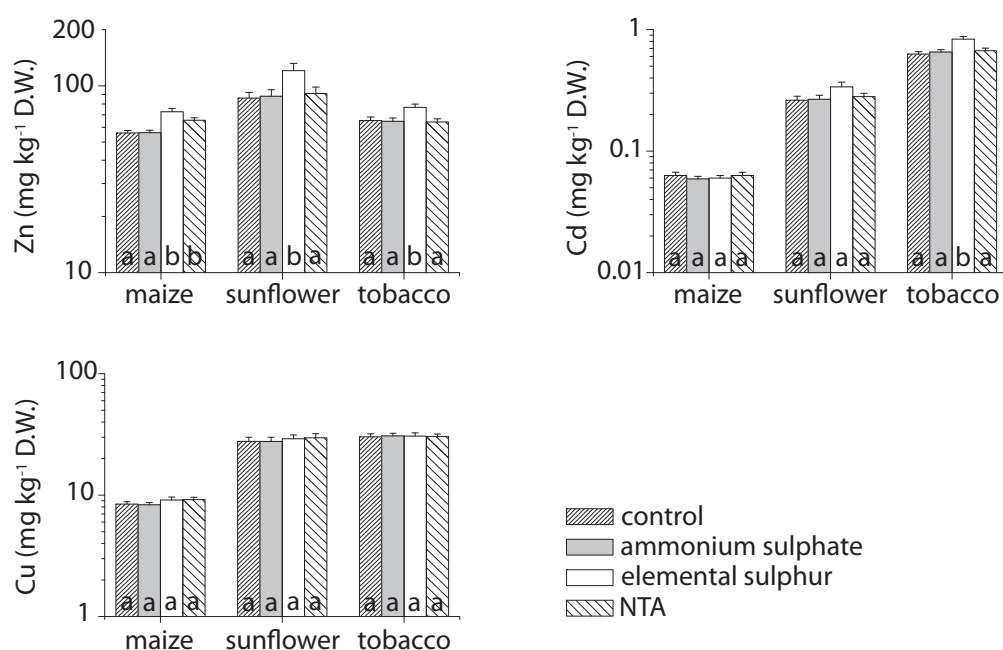 Zn (mg kg⁻¹ D.W.)
200
100
10
a a b b
a a b a
a a b a
maize sunflower tobacco
Cd (mg kg⁻¹ D.W.)
1
0.1
0.01
a a a a
a a a a
a a b a
maize sunflower tobacco
Cu (mg kg⁻¹ D.W.)
100
10
1
a a a a
a a a a
a a a a
maize sunflower tobacco
control
ammonium sulphate
elemental sulphur
NTA